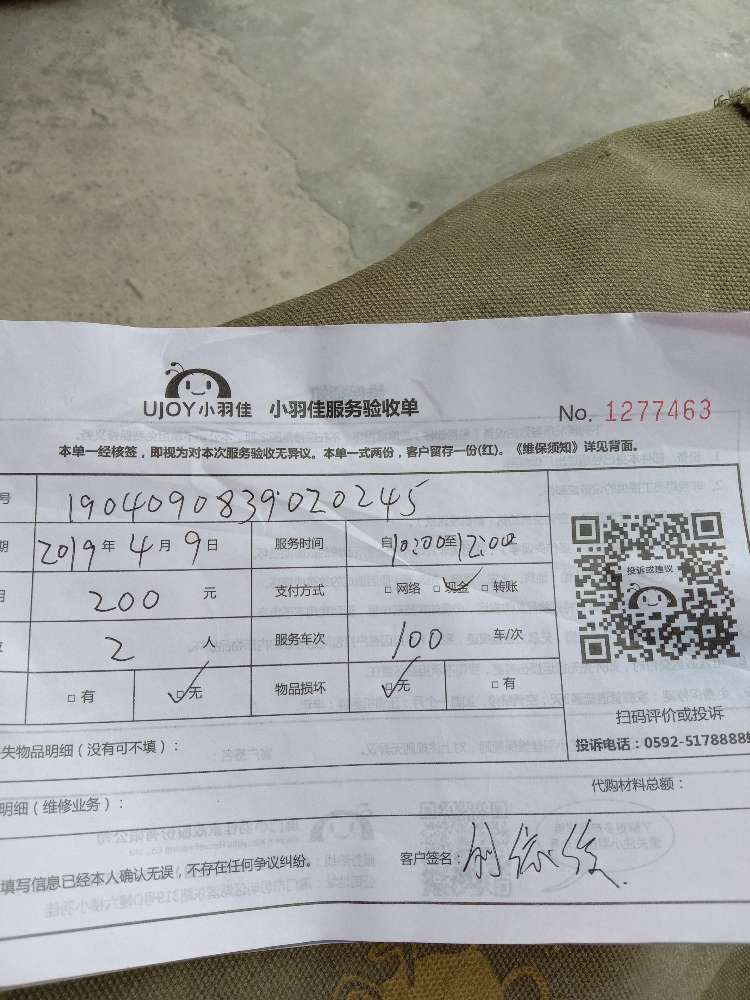 UJOY小羽佳 小羽佳服务验收单 No. 1277463
本单一经核签，即视为对本次服务验收无异议。本单一式两份，客户留存一份(红)。《维保须知》详见背面。
号 1904090839020245
期 2019年4月9日 服务时间 自10:00至12:00
200 元 支付方式 □网络 □现金 □转账
2 人 服务车次 100 车/次
□有 □无 物品损坏 □无 □有
投诉或建议
扫码评价或投诉
投诉电话：0592-5178888
失物品明细（没有可不填）：
代购材料总额：
明细（维修业务）：
填写信息已经本人确认无误，不存在任何争议纠纷。 客户签名：